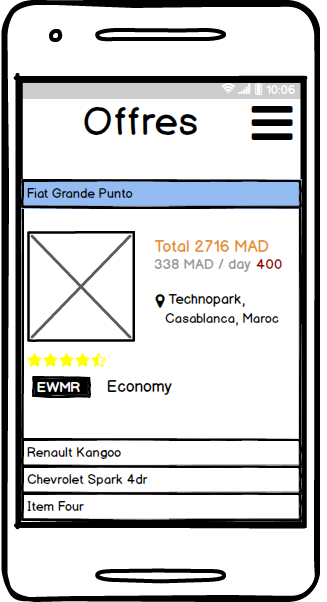 10:06
Offres
Fiat Grande Punto
Total 2716 MAD
338 MAD / day 400
Technopark,
Casablanca, Maroc
EWMR Economy
Renault Kangoo
Chevrolet Spark 4dr
Item Four